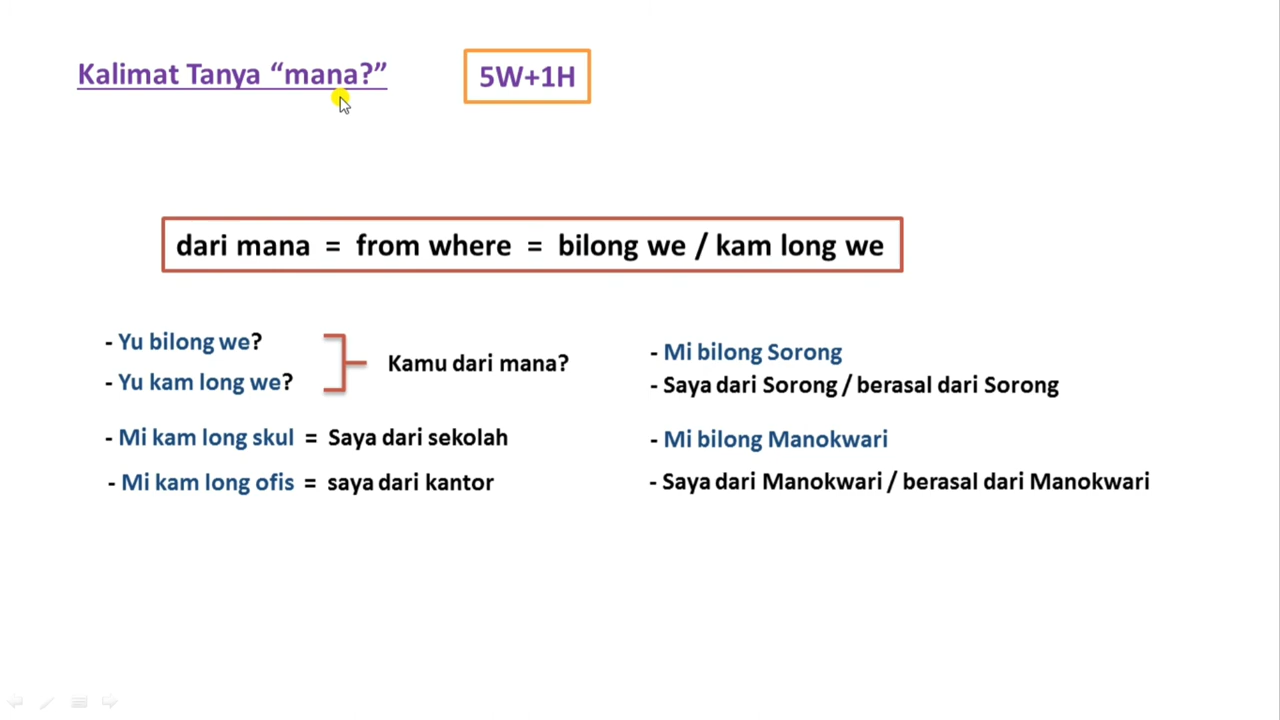 Kalimat Tanya “mana?”
5W+1H
dari mana = from where = bilong we / kam long we
- Yu bilong we?
- Yu kam long we?
Kamu dari mana?
- Mi kam long skul = Saya dari sekolah
- Mi kam long ofis = saya dari kantor
- Mi bilong Sorong
- Saya dari Sorong / berasal dari Sorong
- Mi bilong Manokwari
- Saya dari Manokwari / berasal dari Manokwari